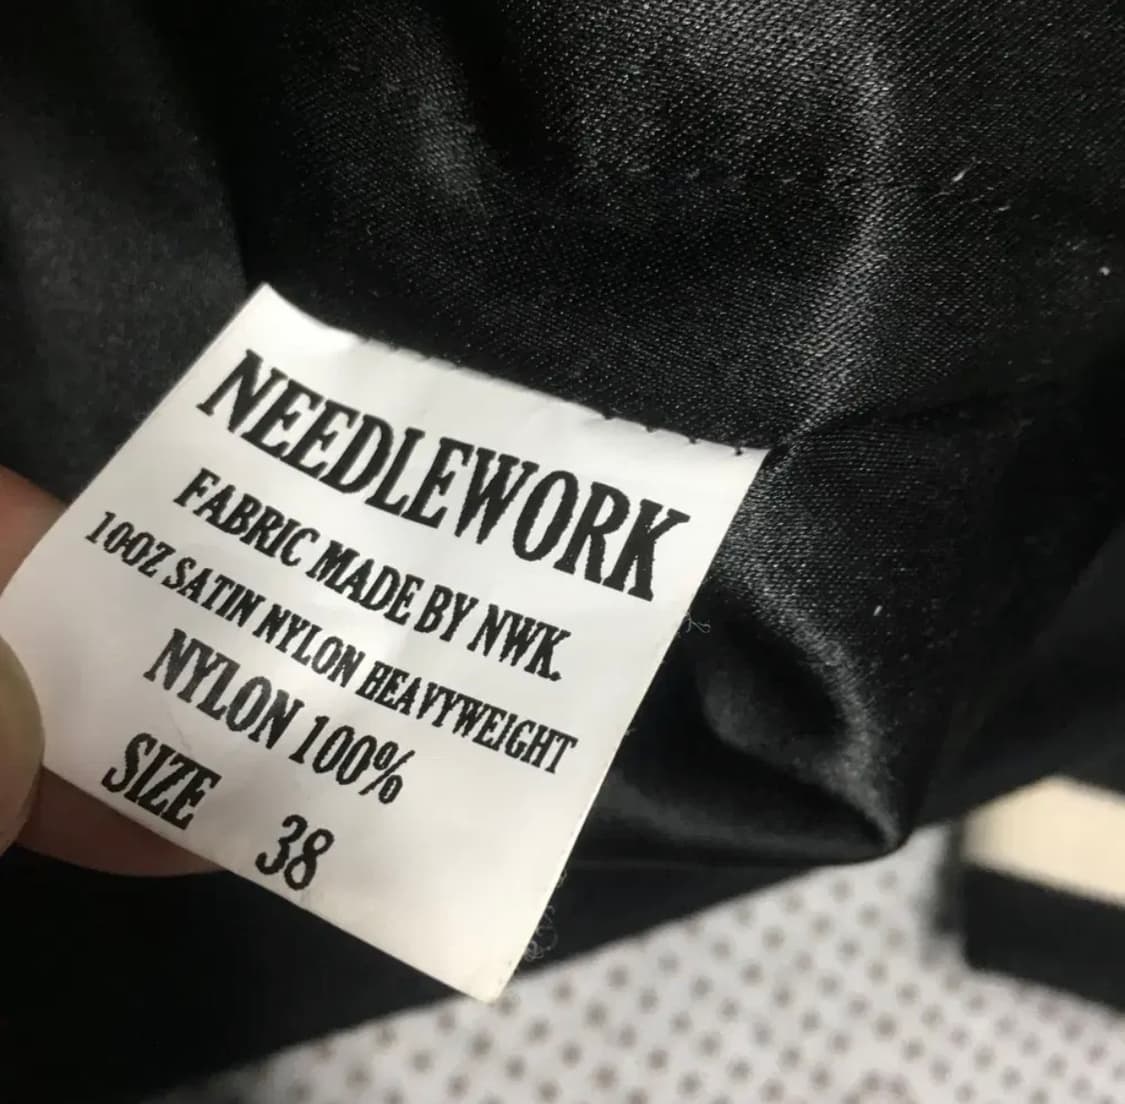 NEEDLEWORK
FABRIC MADE BY NWK.
10OZ SATIN NYLON HEAVYWEIGHT
NYLON 100%
SIZE 38